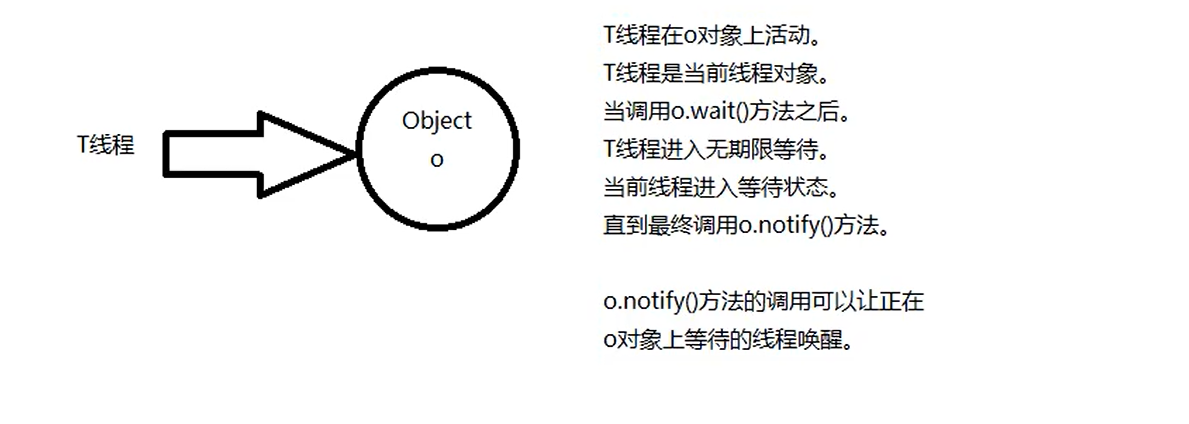 T线程
Object
o
T线程在o对象上活动。
T线程是当前线程对象。
当调用o.wait()方法之后。
T线程进入无期限等待。
当前线程进入等待状态。
直到最终调用o.notify()方法。
o.notify()方法的调用可以让正在
o对象上等待的线程唤醒。